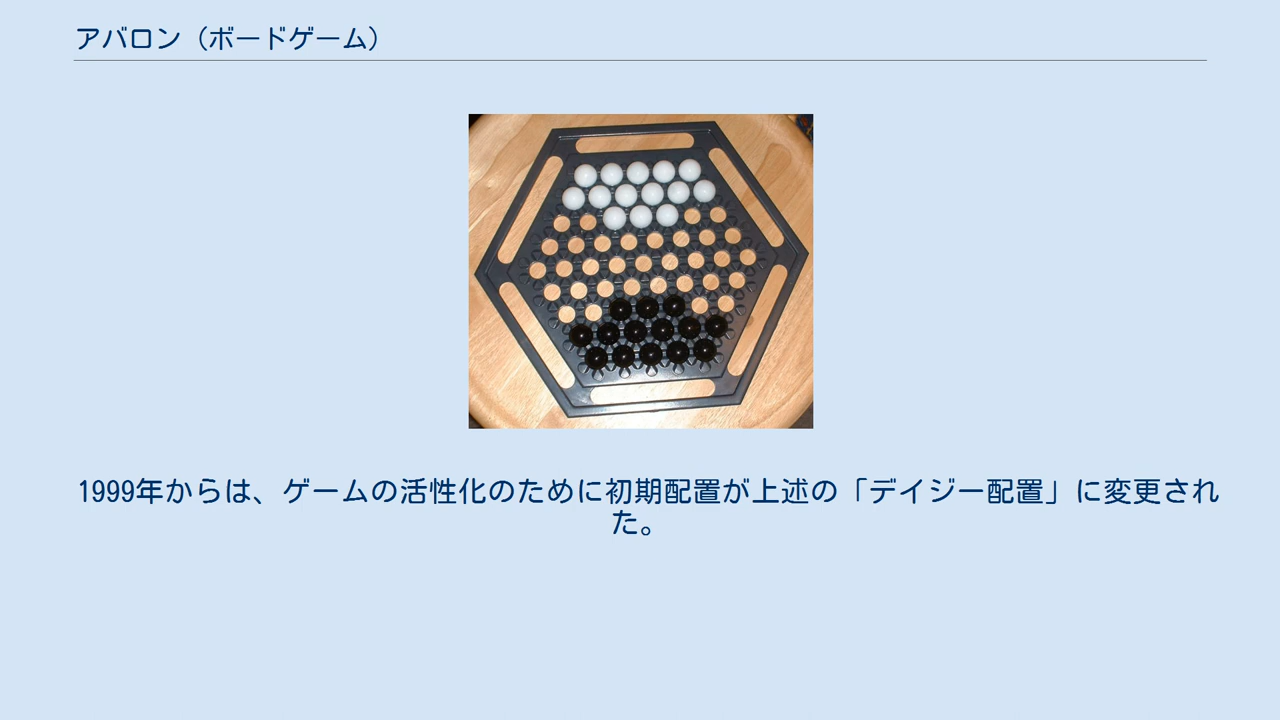 アバロン（ボードゲーム）
1999年からは、ゲームの活性化のために初期配置が上述の「デイジー配置」に変更され
た。